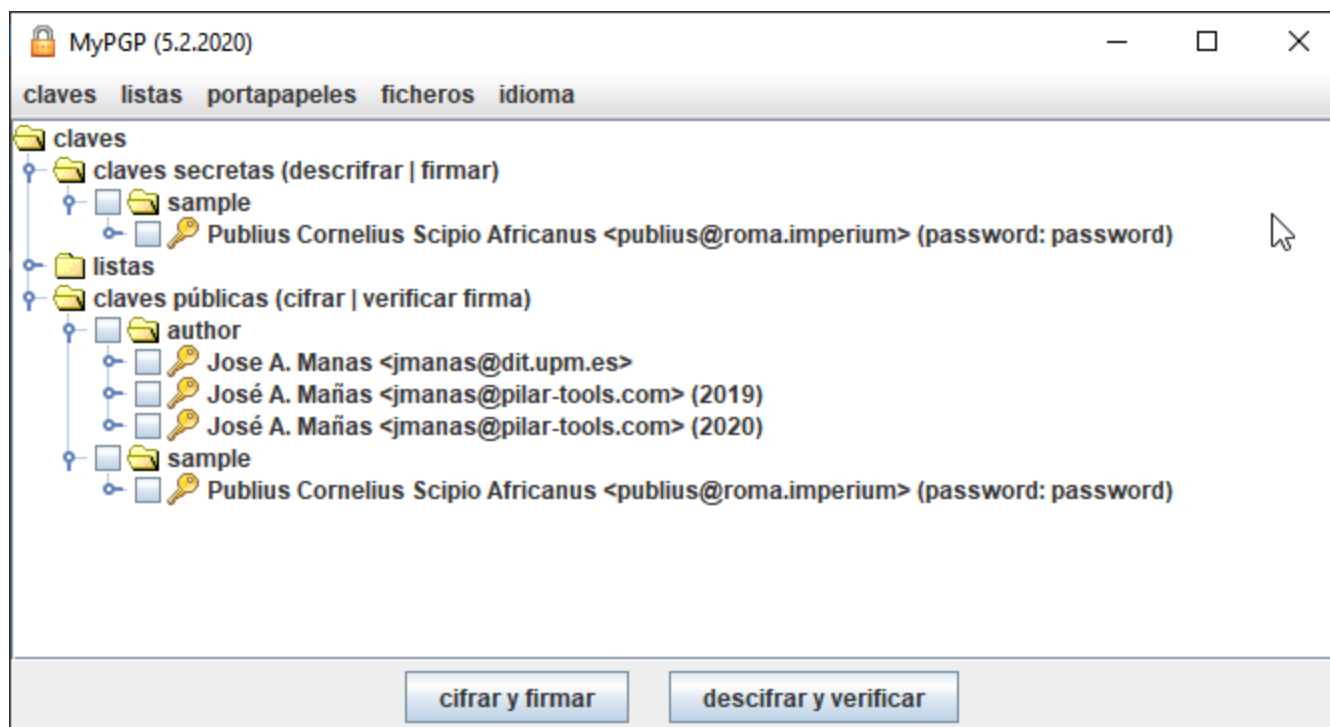 MyPGP (5.2.2020)
claves listas portapapeles ficheros idioma
claves
claves secretas (descrifrar | firmar)
sample
Publius Cornelius Scipio Africanus <publius@roma.imperium> (password: password)
listas
claves públicas (cifrar | verificar firma)
author
Jose A. Manas <jmanas@dit.upm.es>
José A. Mañas <jmanas@pilar-tools.com> (2019)
José A. Mañas <jmanas@pilar-tools.com> (2020)
sample
Publius Cornelius Scipio Africanus <publius@roma.imperium> (password: password)
cifrar y firmar descifrar y verificar